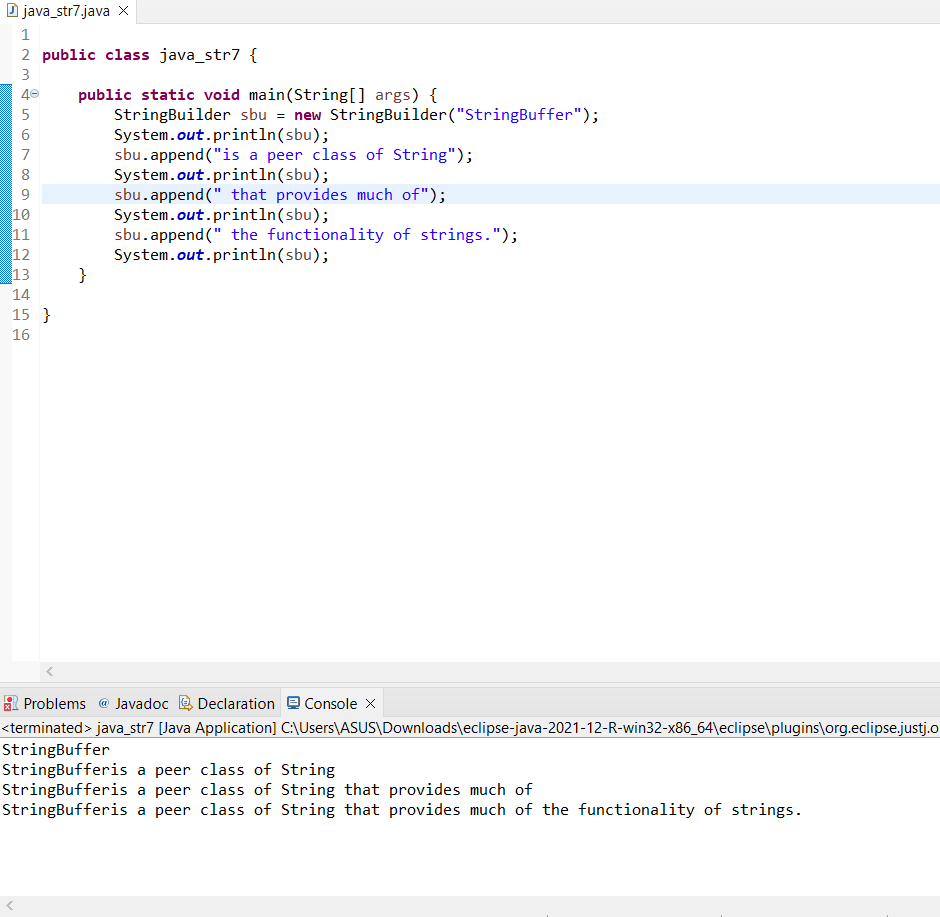 java_str7.java
1
2 public class java_str7 {
3
4 public static void main(String[] args) {
5 StringBuilder sbu = new StringBuilder("StringBuffer");
6 System.out.println(sbu);
7 sbu.append("is a peer class of String");
8 System.out.println(sbu);
9 sbu.append(" that provides much of");
10 System.out.println(sbu);
11 sbu.append(" the functionality of strings.");
12 System.out.println(sbu);
13 }
14
15 }
16
Problems @ Javadoc Declaration Console
<terminated> java_str7 [Java Application] C:\Users\ASUS\Downloads\eclipse-java-2021-12-R-win32-x86_64\eclipse\plugins\org.eclipse.justj.o
StringBuffer
StringBufferis a peer class of String
StringBufferis a peer class of String that provides much of
StringBufferis a peer class of String that provides much of the functionality of strings.